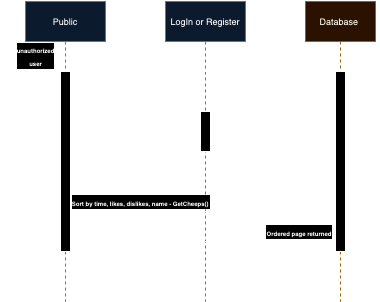 Public
LogIn or Register
Database
unauthorized
user
Sort by time, likes, dislikes, name - GetCheeps()
Ordered page returned